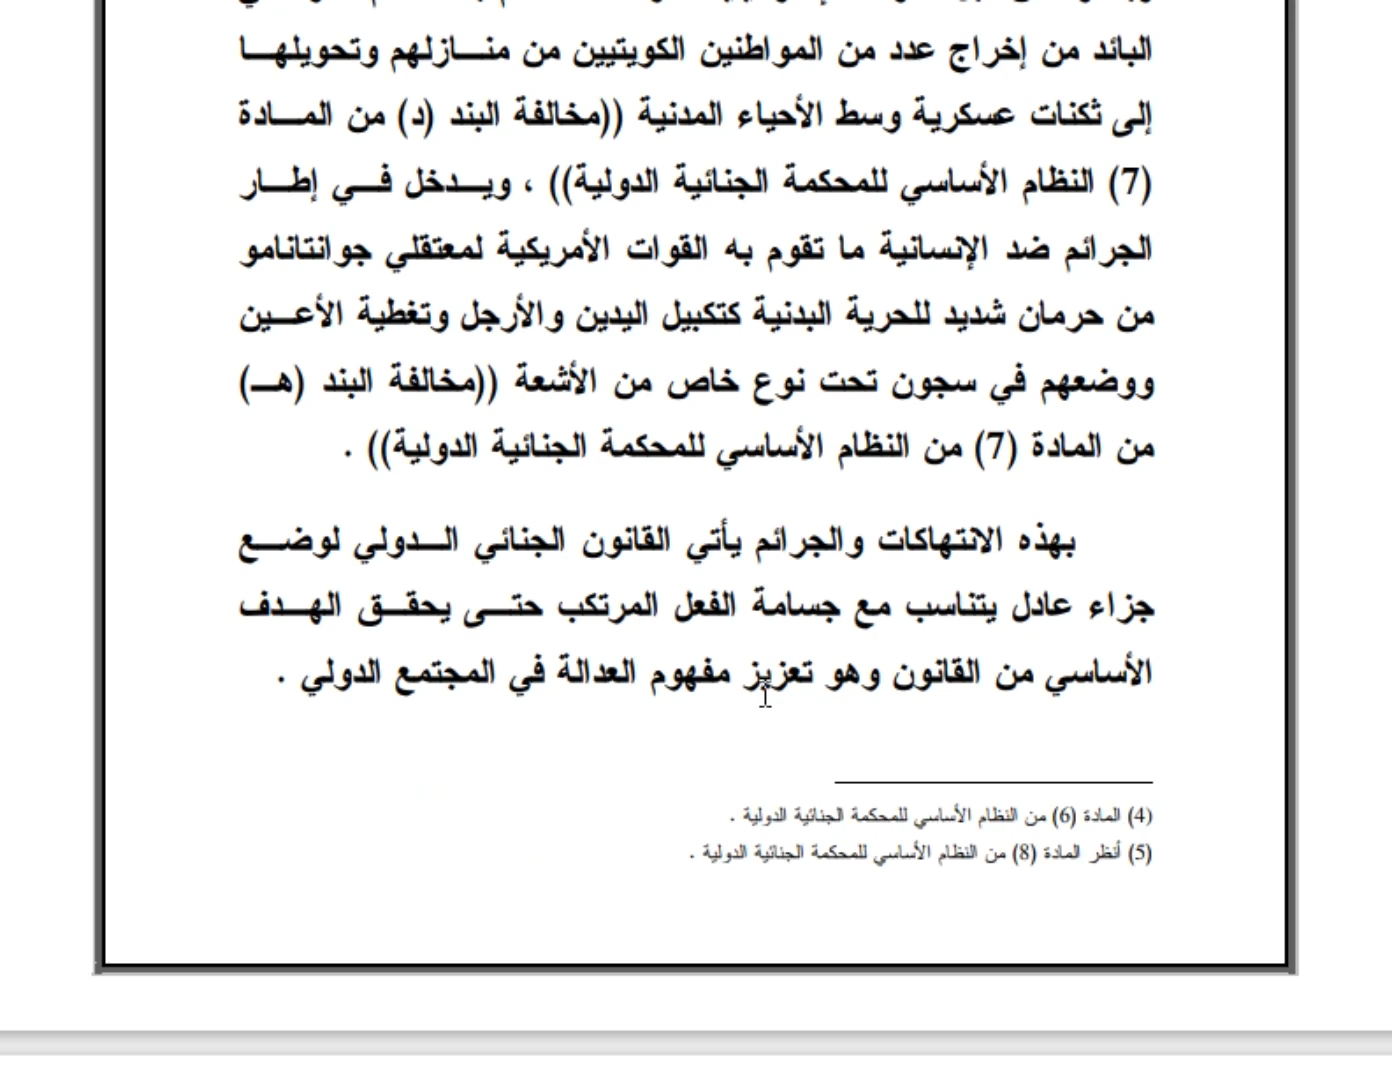 البائد من إخراج عدد من المواطنين الكويتيين من منـــازلهم وتحويلهـــا
إلى ثكنات عسكرية وسط الأحياء المدنية ((مخالفة البند (د) من المـــادة
(7) النظام الأساسي للمحكمة الجنائية الدولية)) ، ويـــدخل فـــي إطـــار
الجرائم ضد الإنسانية ما تقوم به القوات الأمريكية لمعتقلي جوانتانامو
من حرمان شديد للحرية البدنية كتكبيل اليدين والأرجل وتغطية الأعـــين
ووضعهم في سجون تحت نوع خاص من الأشعة ((مخالفة البند (هـــ)
من المادة (7) من النظام الأساسي للمحكمة الجنائية الدولية)) .
بهذه الانتهاكات والجرائم يأتي القانون الجنائي الـــدولي لوضـــع
جزاء عادل يتناسب مع جسامة الفعل المرتكب حتـــى يحقـــق الهـــدف
الأساسي من القانون وهو تعزيز مفهوم العدالة في المجتمع الدولي .
(4) المادة (6) من النظام الأساسي للمحكمة الجنائية الدولية .
(5) أنظر المادة (8) من النظام الأساسي للمحكمة الجنائية الدولية .